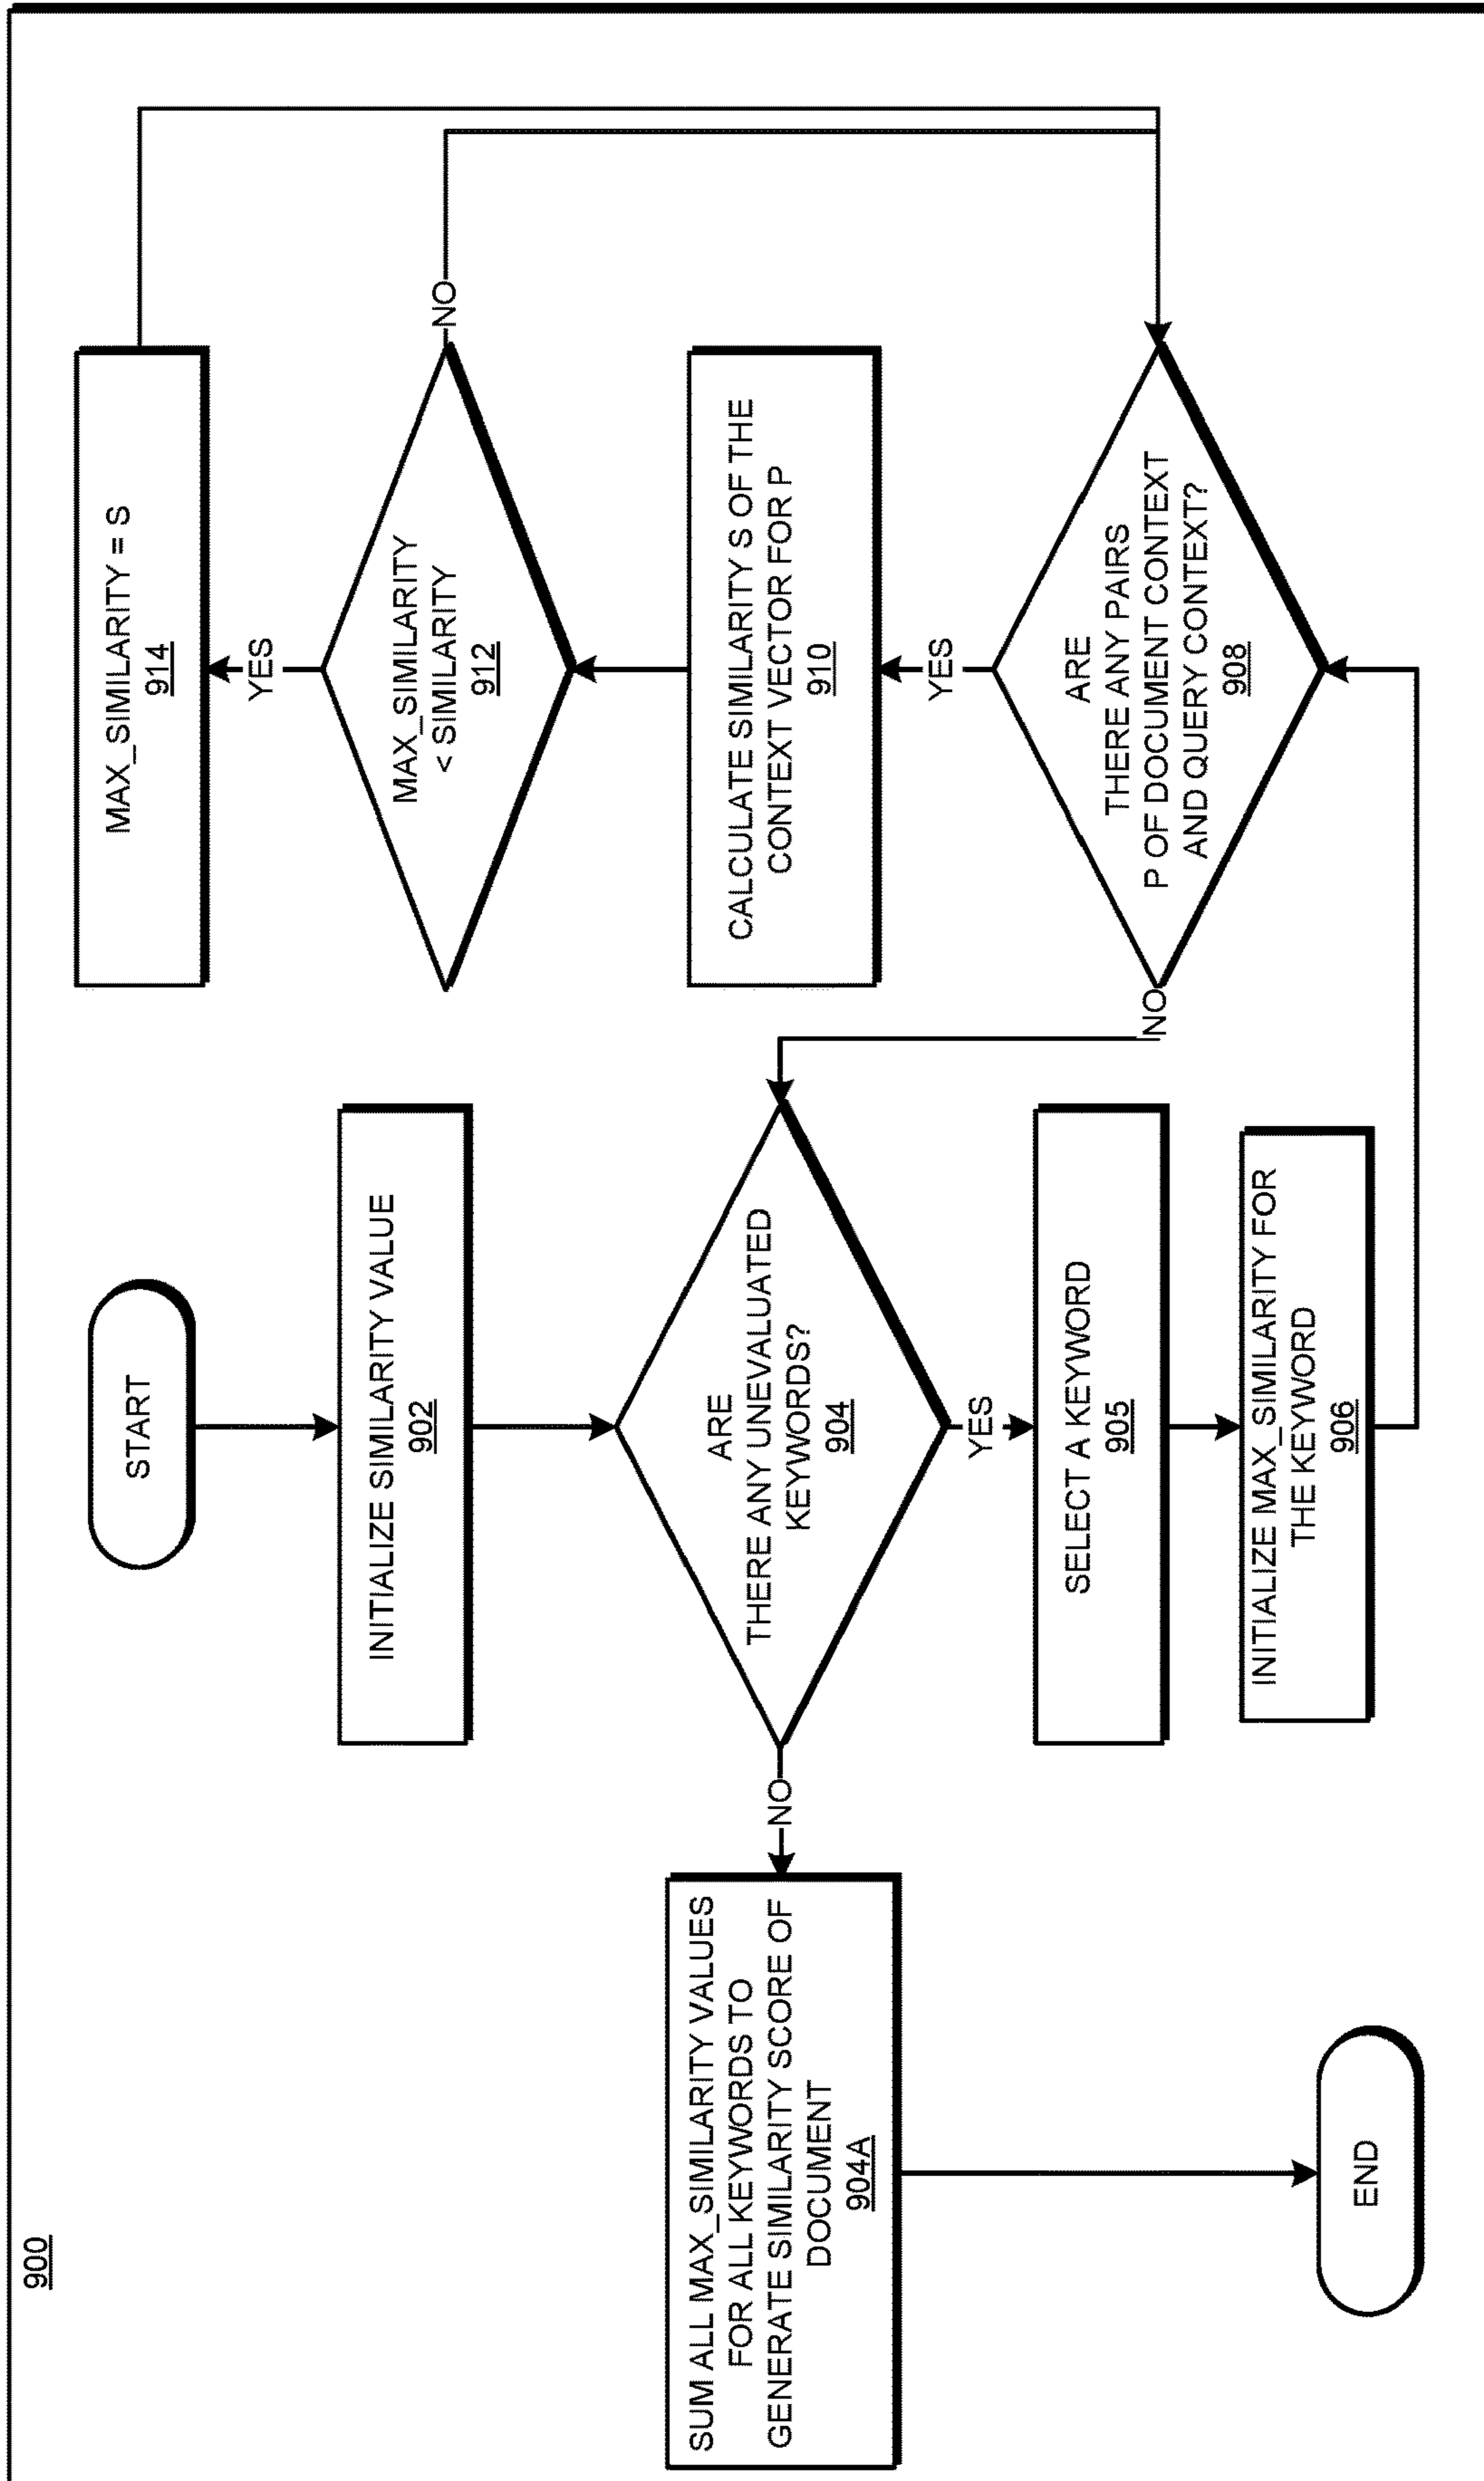 900
START
INITIALIZE SIMILARITY VALUE
902
ARE
THERE ANY UNEVALUATED
KEYWORDS?
904
NO
YES
SUM ALL MAX_SIMILARITY VALUES
FOR ALL KEYWORDS TO
GENERATE SIMILARITY SCORE OF
DOCUMENT
904A
END
SELECT A KEYWORD
905
INITIALIZE MAX_SIMILARITY FOR
THE KEYWORD
906
MAX_SIMILARITY = S
914
YES
MAX_SIMILARITY
< SIMILARITY
912
NO
CALCULATE SIMILARITY S OF THE
CONTEXT VECTOR FOR P
910
YES
ARE
THERE ANY PAIRS
P OF DOCUMENT CONTEXT
AND QUERY CONTEXT?
908
NO